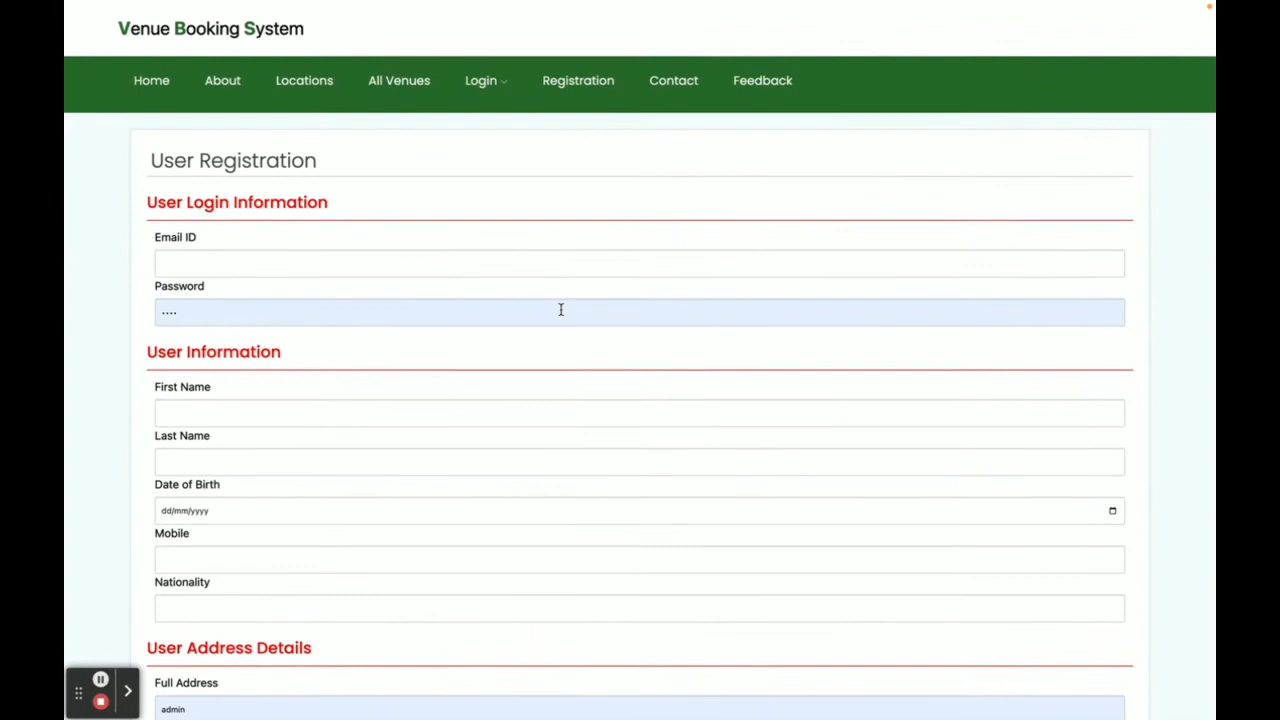 Venue Booking System
Home About Locations All Venues Login Registration Contact Feedback
User Registration
User Login Information
Email ID
Password
....
User Information
First Name
Last Name
Date of Birth
dd/mm/yyyy
Mobile
Nationality
User Address Details
Full Address
admin